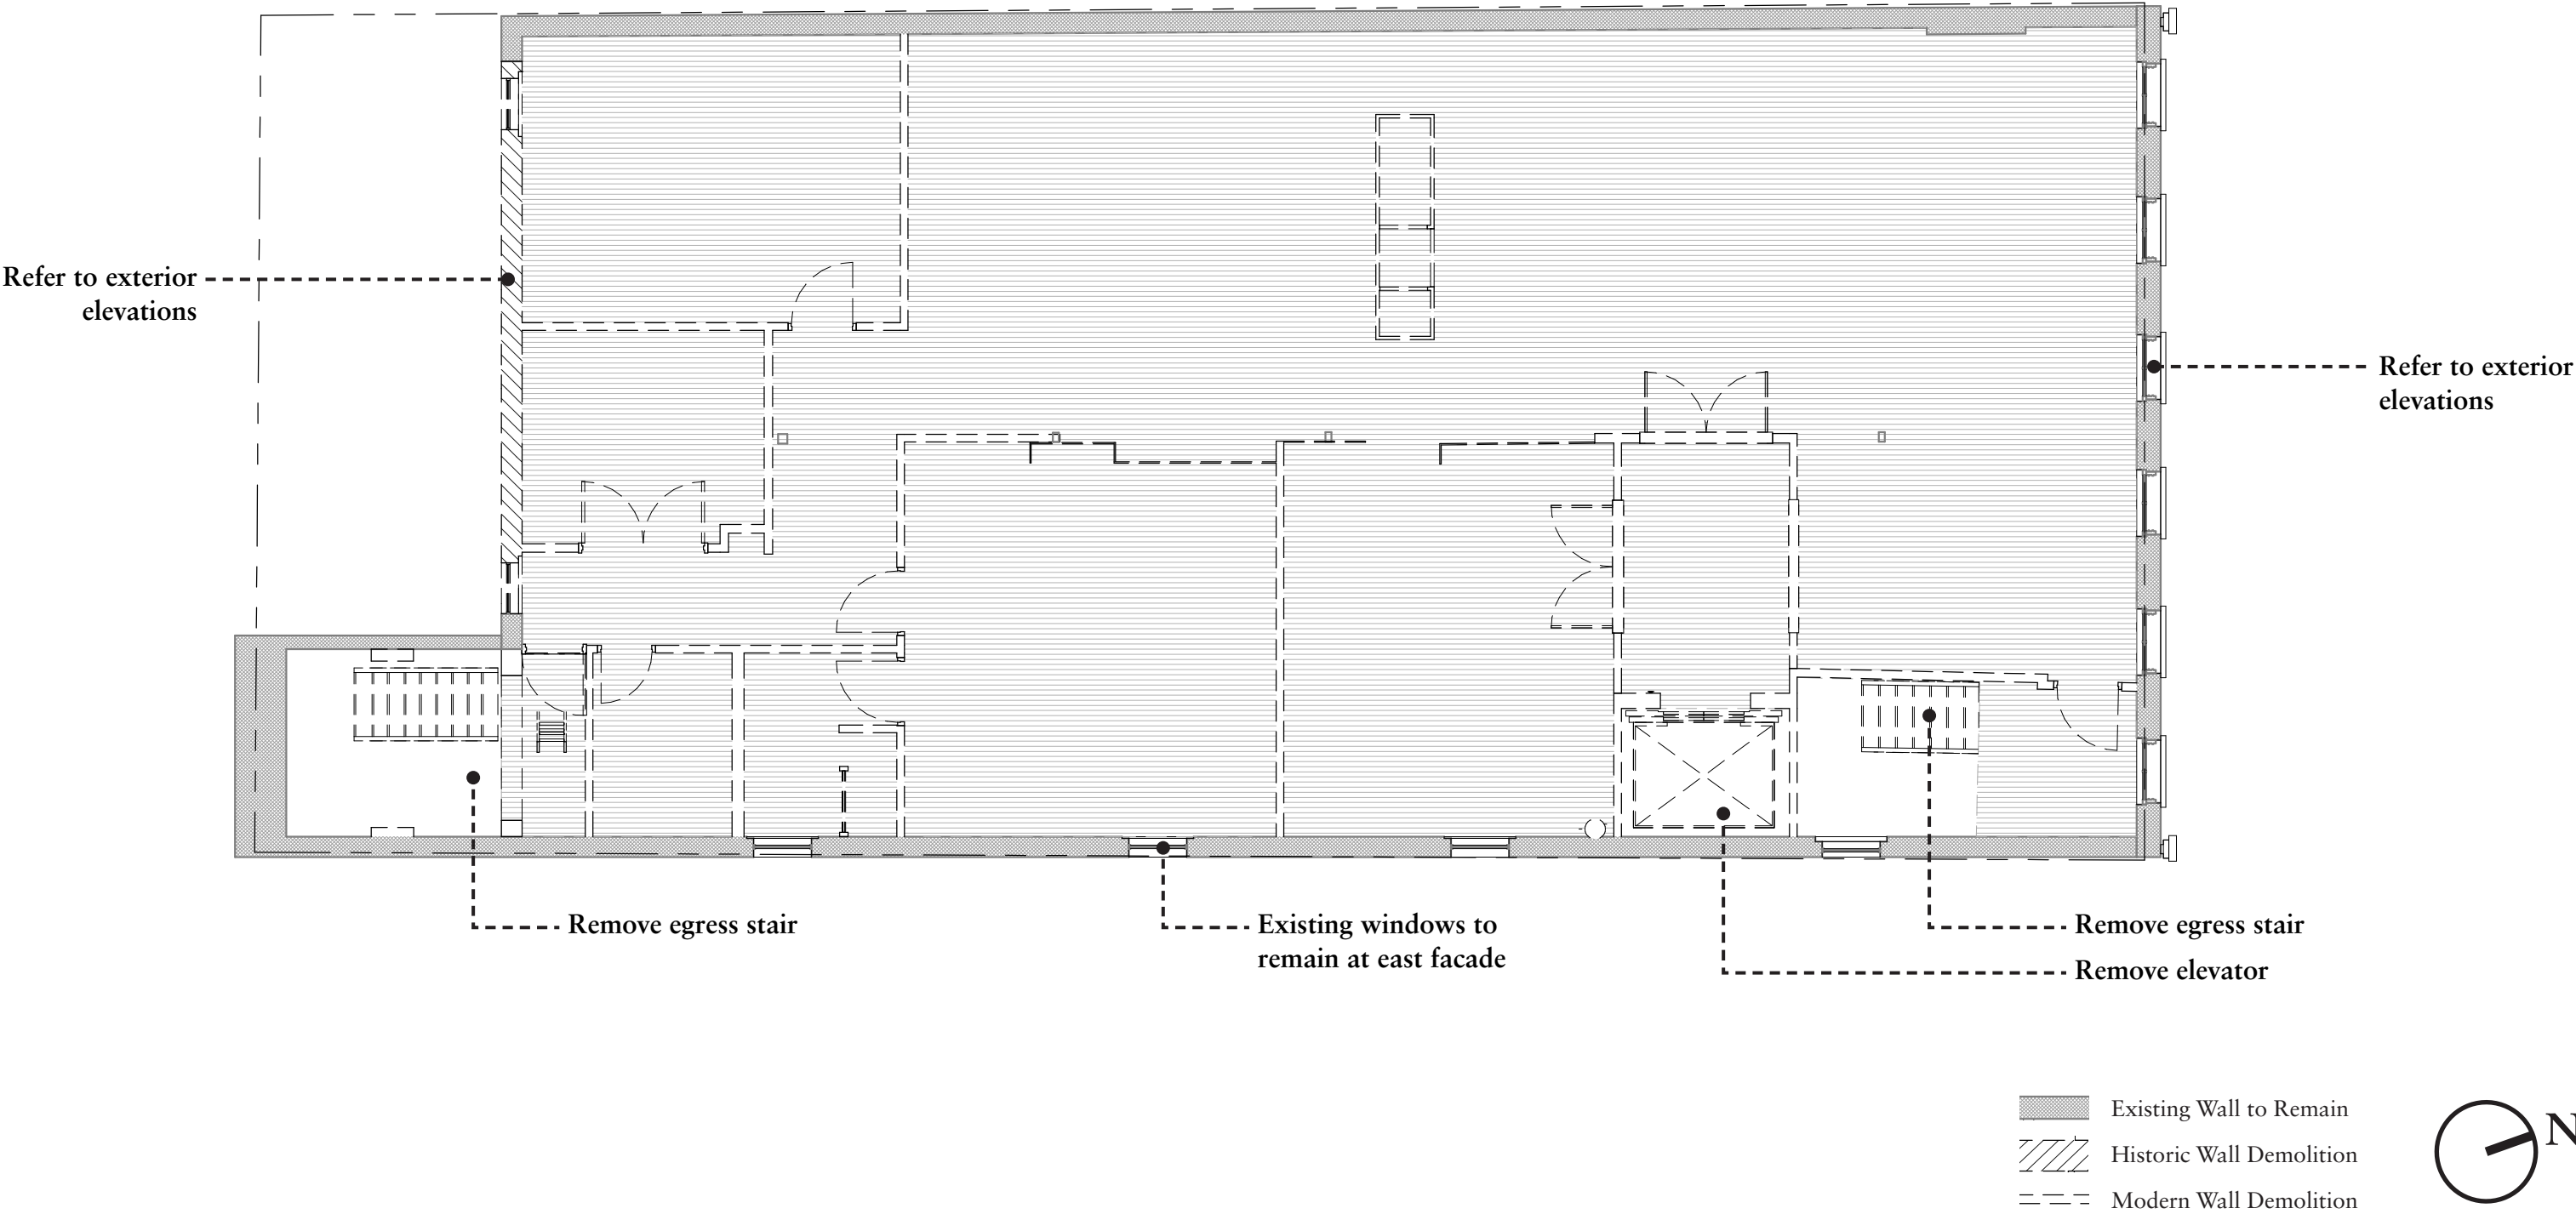 Refer to exterior
elevations
Refer to exterior
elevations
Remove egress stair
Existing windows to
remain at east facade
Remove egress stair
Remove elevator
Existing Wall to Remain
Historic Wall Demolition
Modern Wall Demolition
N